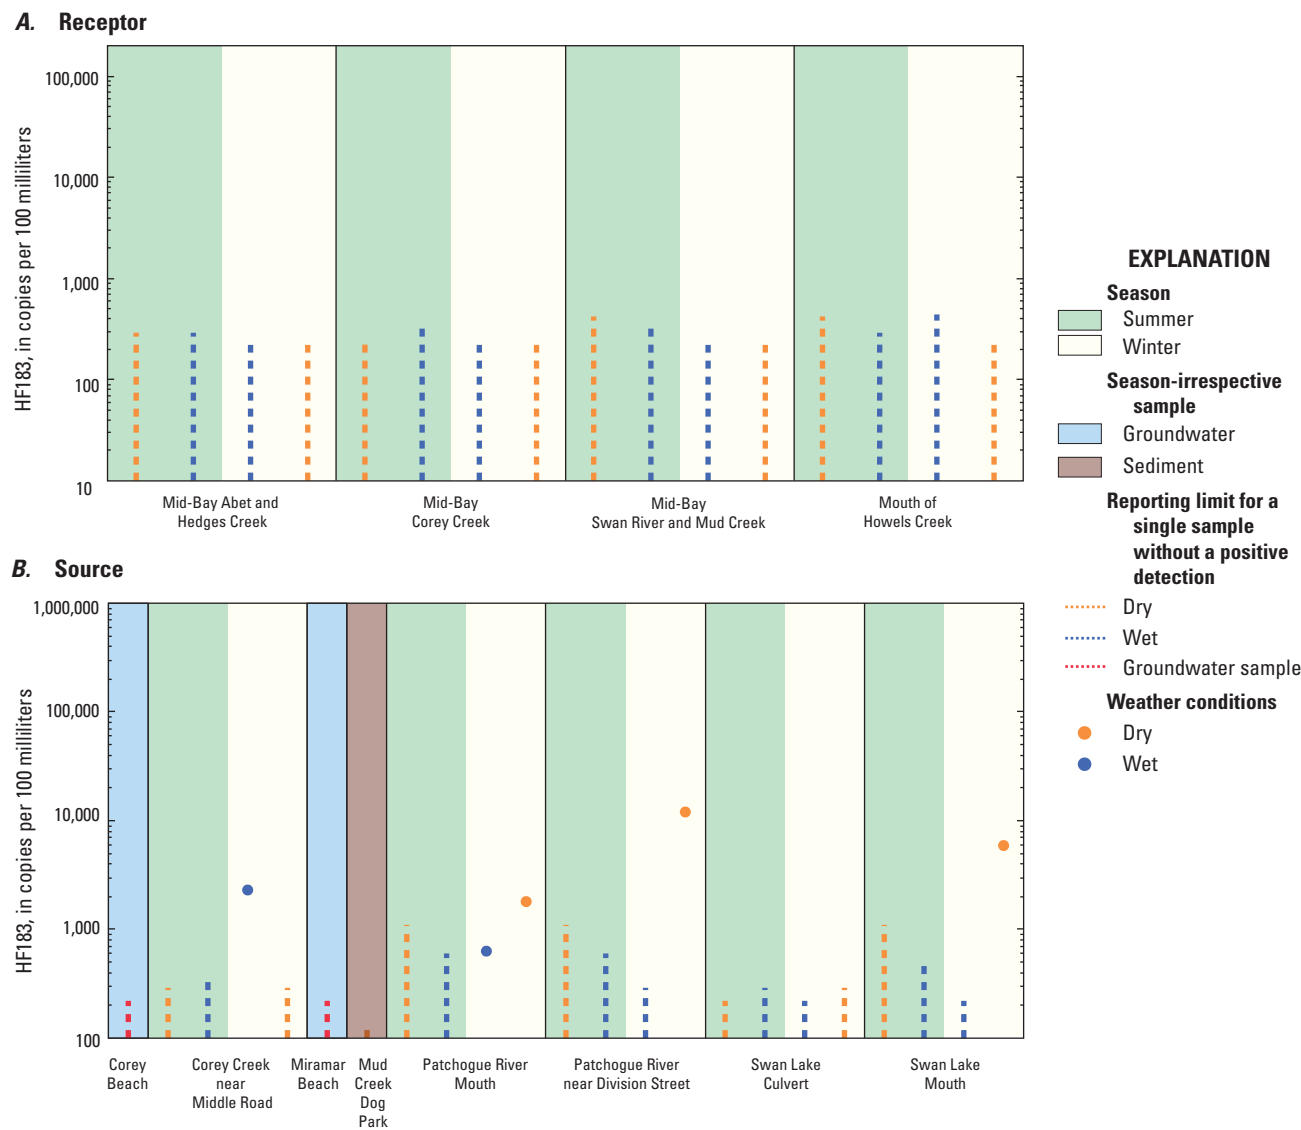 A. Receptor
HF183, in copies per 100 milliliters
100,000
10,000
1,000
100
10
Mid-Bay Abet and
Hedges Creek
Mid-Bay
Corey Creek
Mid-Bay
Swan River and Mud Creek
Mouth of
Howels Creek
B. Source
HF183, in copies per 100 milliliters
1,000,000
100,000
10,000
1,000
100
Corey
Beach
Corey Creek
near
Middle Road
Miramar
Beach
Mud
Creek
Dog
Park
Patchogue River
Mouth
Patchogue River
near Division Street
Swan Lake
Culvert
Swan Lake
Mouth
EXPLANATION
Season
Summer
Winter
Season-irrespective
sample
Groundwater
Sediment
Reporting limit for a
single sample
without a positive
detection
Dry
Wet
Groundwater sample
Weather conditions
Dry
Wet